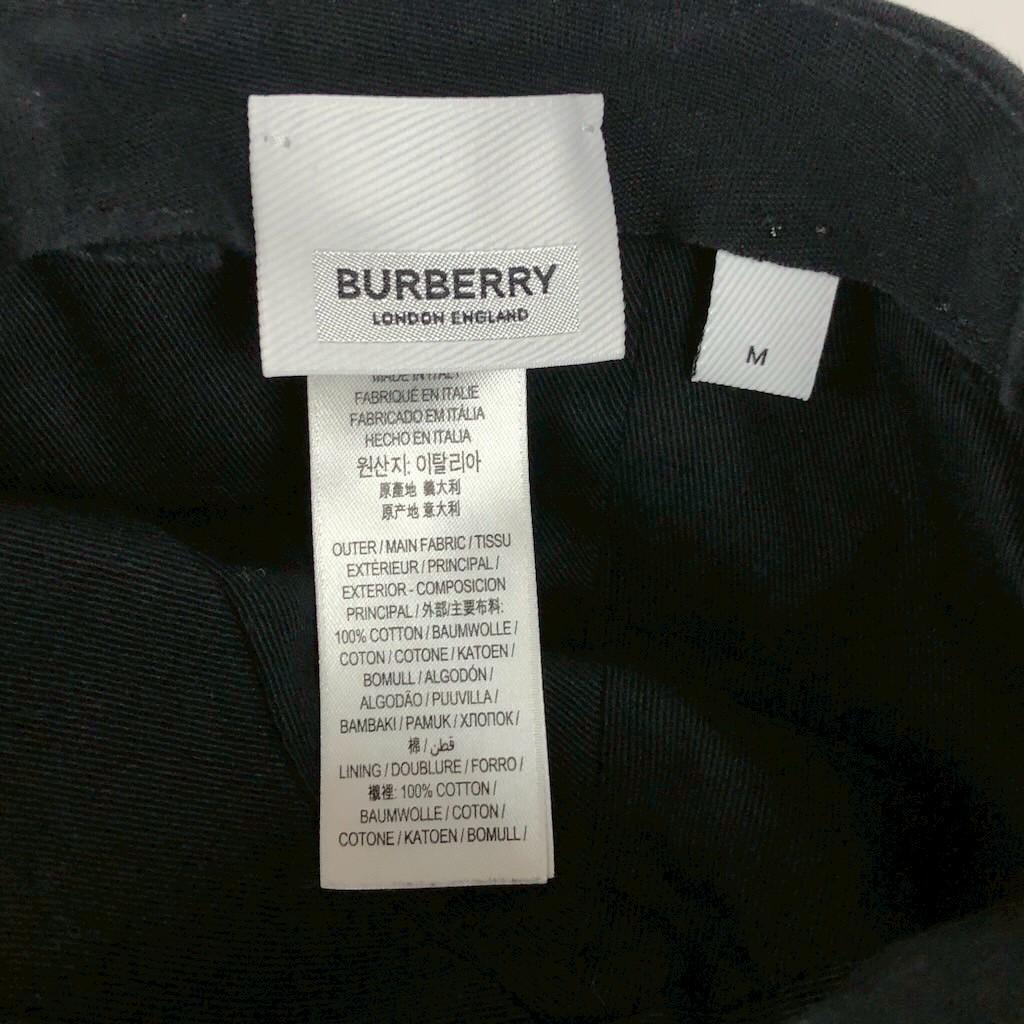 BURBERRY
LONDON ENGLAND
M
MADE IN ITALY
FABRIQUÉ EN ITALIE
FABRICADO EM ITÁLIA
HECHO EN ITALIA
원산지: 이탈리아
原產地 義大利
原产地 意大利
OUTER / MAIN FABRIC / TISSU
EXTÉRIEUR / PRINCIPAL /
EXTERIOR - COMPOSICION
PRINCIPAL / 外部/主要布料:
100% COTTON / BAUMWOLLE /
COTON / COTONE / KATOEN /
BOMULL / ALGODÓN /
ALGODÃO / PUUVILLA /
BAMBAKI / PAMUK / ХЛОПОК /
棉 / قطن
LINING / DOUBLURE / FORRO /
襯裡: 100% COTTON /
BAUMWOLLE / COTON /
COTONE / KATOEN / BOMULL /